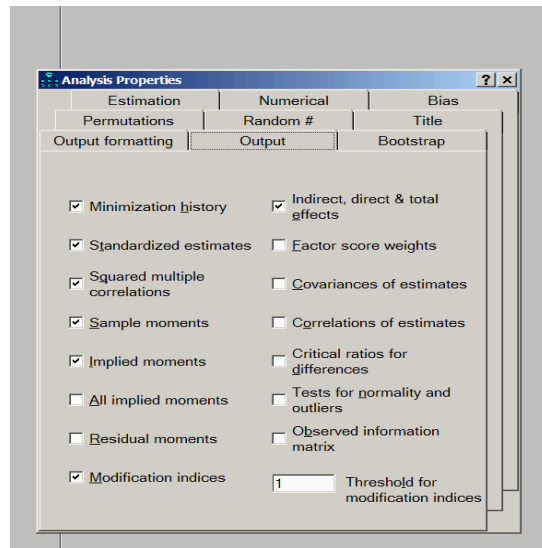 Analysis Properties
? ×
Estimation
Numerical
Bias
Permutations
Random #
Title
Output formatting
Output
Bootstrap
Minimization history
Standardized estimates
Squared multiple
correlations
Sample moments
Implied moments
All implied moments
Residual moments
Modification indices
Indirect, direct & total
effects
Factor score weights
Covariances of estimates
Correlations of estimates
Critical ratios for
differences
Tests for normality and
outliers
Observed information
matrix
1
Threshold for
modification indices